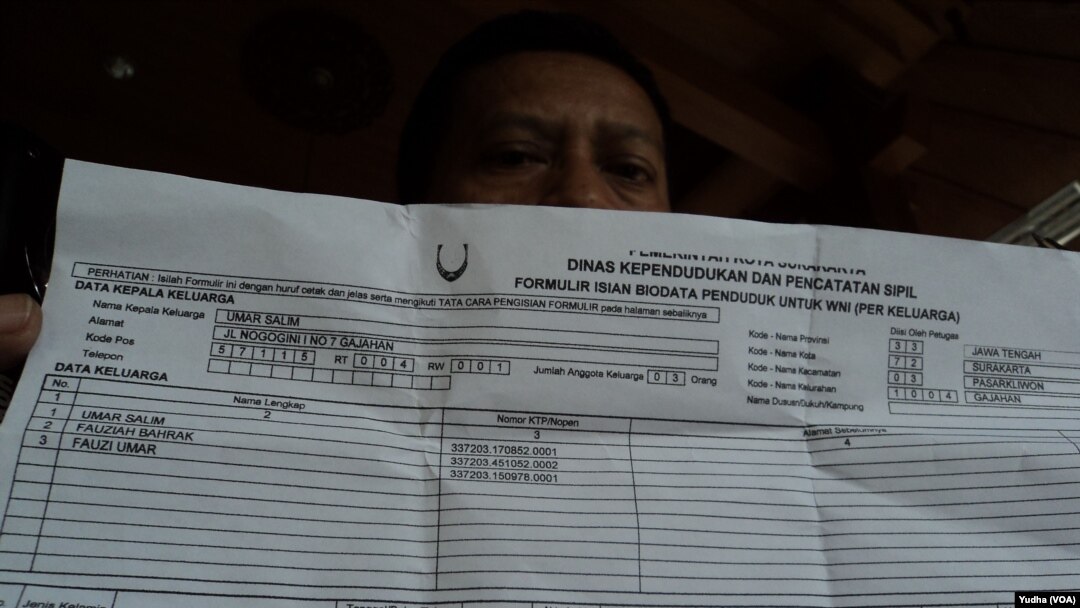 PEMERINTAH KOTA SURAKARTA
DINAS KEPENDUDUKAN DAN PENCATATAN SIPIL
FORMULIR ISIAN BIODATA PENDUDUK UNTUK WNI (PER KELUARGA)
PERHATIAN : Isilah Formulir ini dengan huruf cetak dan jelas serta mengikuti TATA CARA PENGISIAN FORMULIR pada halaman sebaliknya
DATA KEPALA KELUARGA
Nama Kepala Keluarga UMAR SALIM
Alamat JL NOGOGINI I NO 7 GAJAHAN
Kode Pos 5 7 1 1 5 RT 0 0 4 RW 0 0 1 Jumlah Anggota Keluarga 0 3 Orang
Telepon
Diisi Oleh Petugas
Kode - Nama Provinsi 3 3 JAWA TENGAH
Kode - Nama Kota 7 2 SURAKARTA
Kode - Nama Kecamatan 0 3 PASARKLIWON
Kode - Nama Kelurahan 1 0 0 4 GAJAHAN
Nama Dusun/Dukuh/Kampung
DATA KELUARGA
No. Nama Lengkap Nomor KTP/Nopen Alamat Sebelumnya
1 2 3 4
1 UMAR SALIM 337203.170852.0001
2 FAUZIAH BAHRAK 337203.451052.0002
3 FAUZI UMAR 337203.150978.0001
Jenis Kelamin
Yudha (VOA)